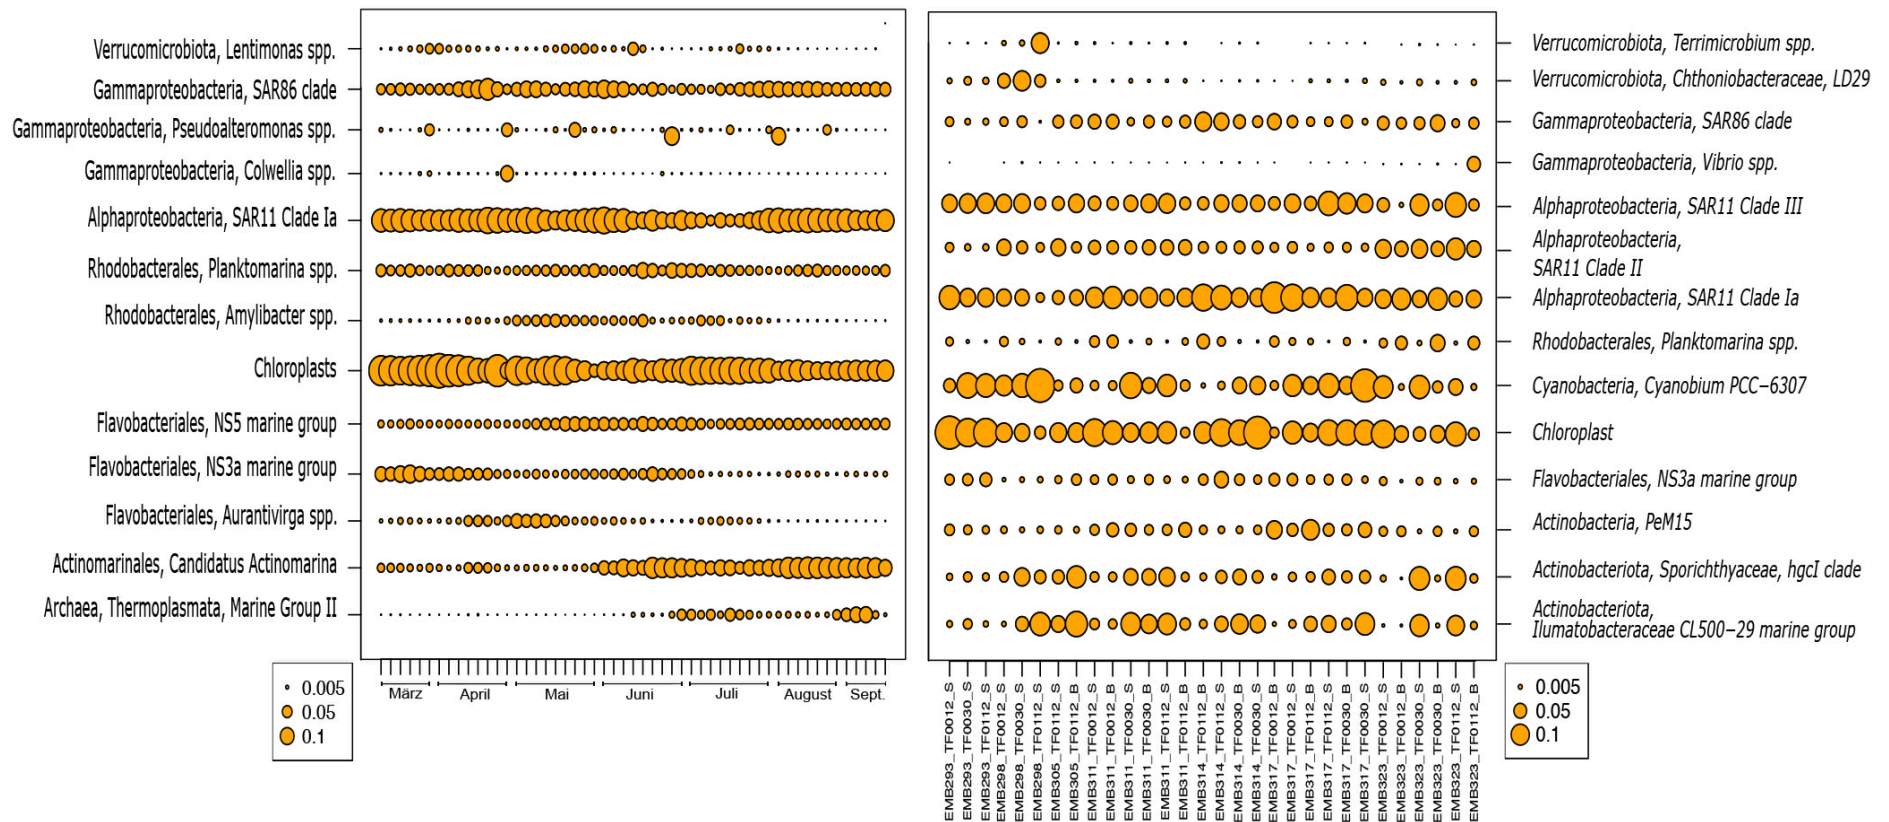 Verrucomicrobiota, Lentimonas spp.
Gammaproteobacteria, SAR86 clade
Gammaproteobacteria, Pseudoalteromonas spp.
Gammaproteobacteria, Colwellia spp.
Alphaproteobacteria, SAR11 Clade Ia
Rhodobacterales, Planktomarina spp.
Rhodobacterales, Amylibacter spp.
Chloroplasts
Flavobacteriales, NS5 marine group
Flavobacteriales, NS3a marine group
Flavobacteriales, Aurantivirga spp.
Actinomarinales, Candidatus Actinomarina
Archaea, Thermoplasmata, Marine Group II
März
April
Mai
Juni
Juli
August
Sept.
0.005
0.05
0.1
Verrucomicrobiota, Terrimicrobium spp.
Verrucomicrobiota, Chthoniobacteraceae, LD29
Gammaproteobacteria, SAR86 clade
Gammaproteobacteria, Vibrio spp.
Alphaproteobacteria, SAR11 Clade III
Alphaproteobacteria,
SAR11 Clade II
Alphaproteobacteria, SAR11 Clade Ia
Rhodobacterales, Planktomarina spp.
Cyanobacteria, Cyanobium PCC−6307
Chloroplast
Flavobacteriales, NS3a marine group
Actinobacteria, PeM15
Actinobacteriota, Sporichthyaceae, hgcI clade
Actinobacteriota,
Ilumatobacteraceae CL500−29 marine group
EMB293_TF0012_S
EMB293_TF0030_S
EMB293_TF0112_S
EMB298_TF0012_S
EMB298_TF0030_S
EMB298_TF0112_S
EMB305_TF0112_S
EMB305_TF0112_B
EMB311_TF0012_S
EMB311_TF0012_B
EMB311_TF0030_S
EMB311_TF0030_B
EMB311_TF0112_S
EMB311_TF0112_B
EMB314_TF0112_B
EMB314_TF0112_S
EMB314_TF0030_B
EMB314_TF0030_S
EMB317_TF0012_B
EMB317_TF0012_S
EMB317_TF0112_B
EMB317_TF0112_S
EMB317_TF0030_B
EMB317_TF0030_S
EMB323_TF0012_S
EMB323_TF0012_B
EMB323_TF0030_S
EMB323_TF0030_B
EMB323_TF0112_S
EMB323_TF0112_B
0.005
0.05
0.1